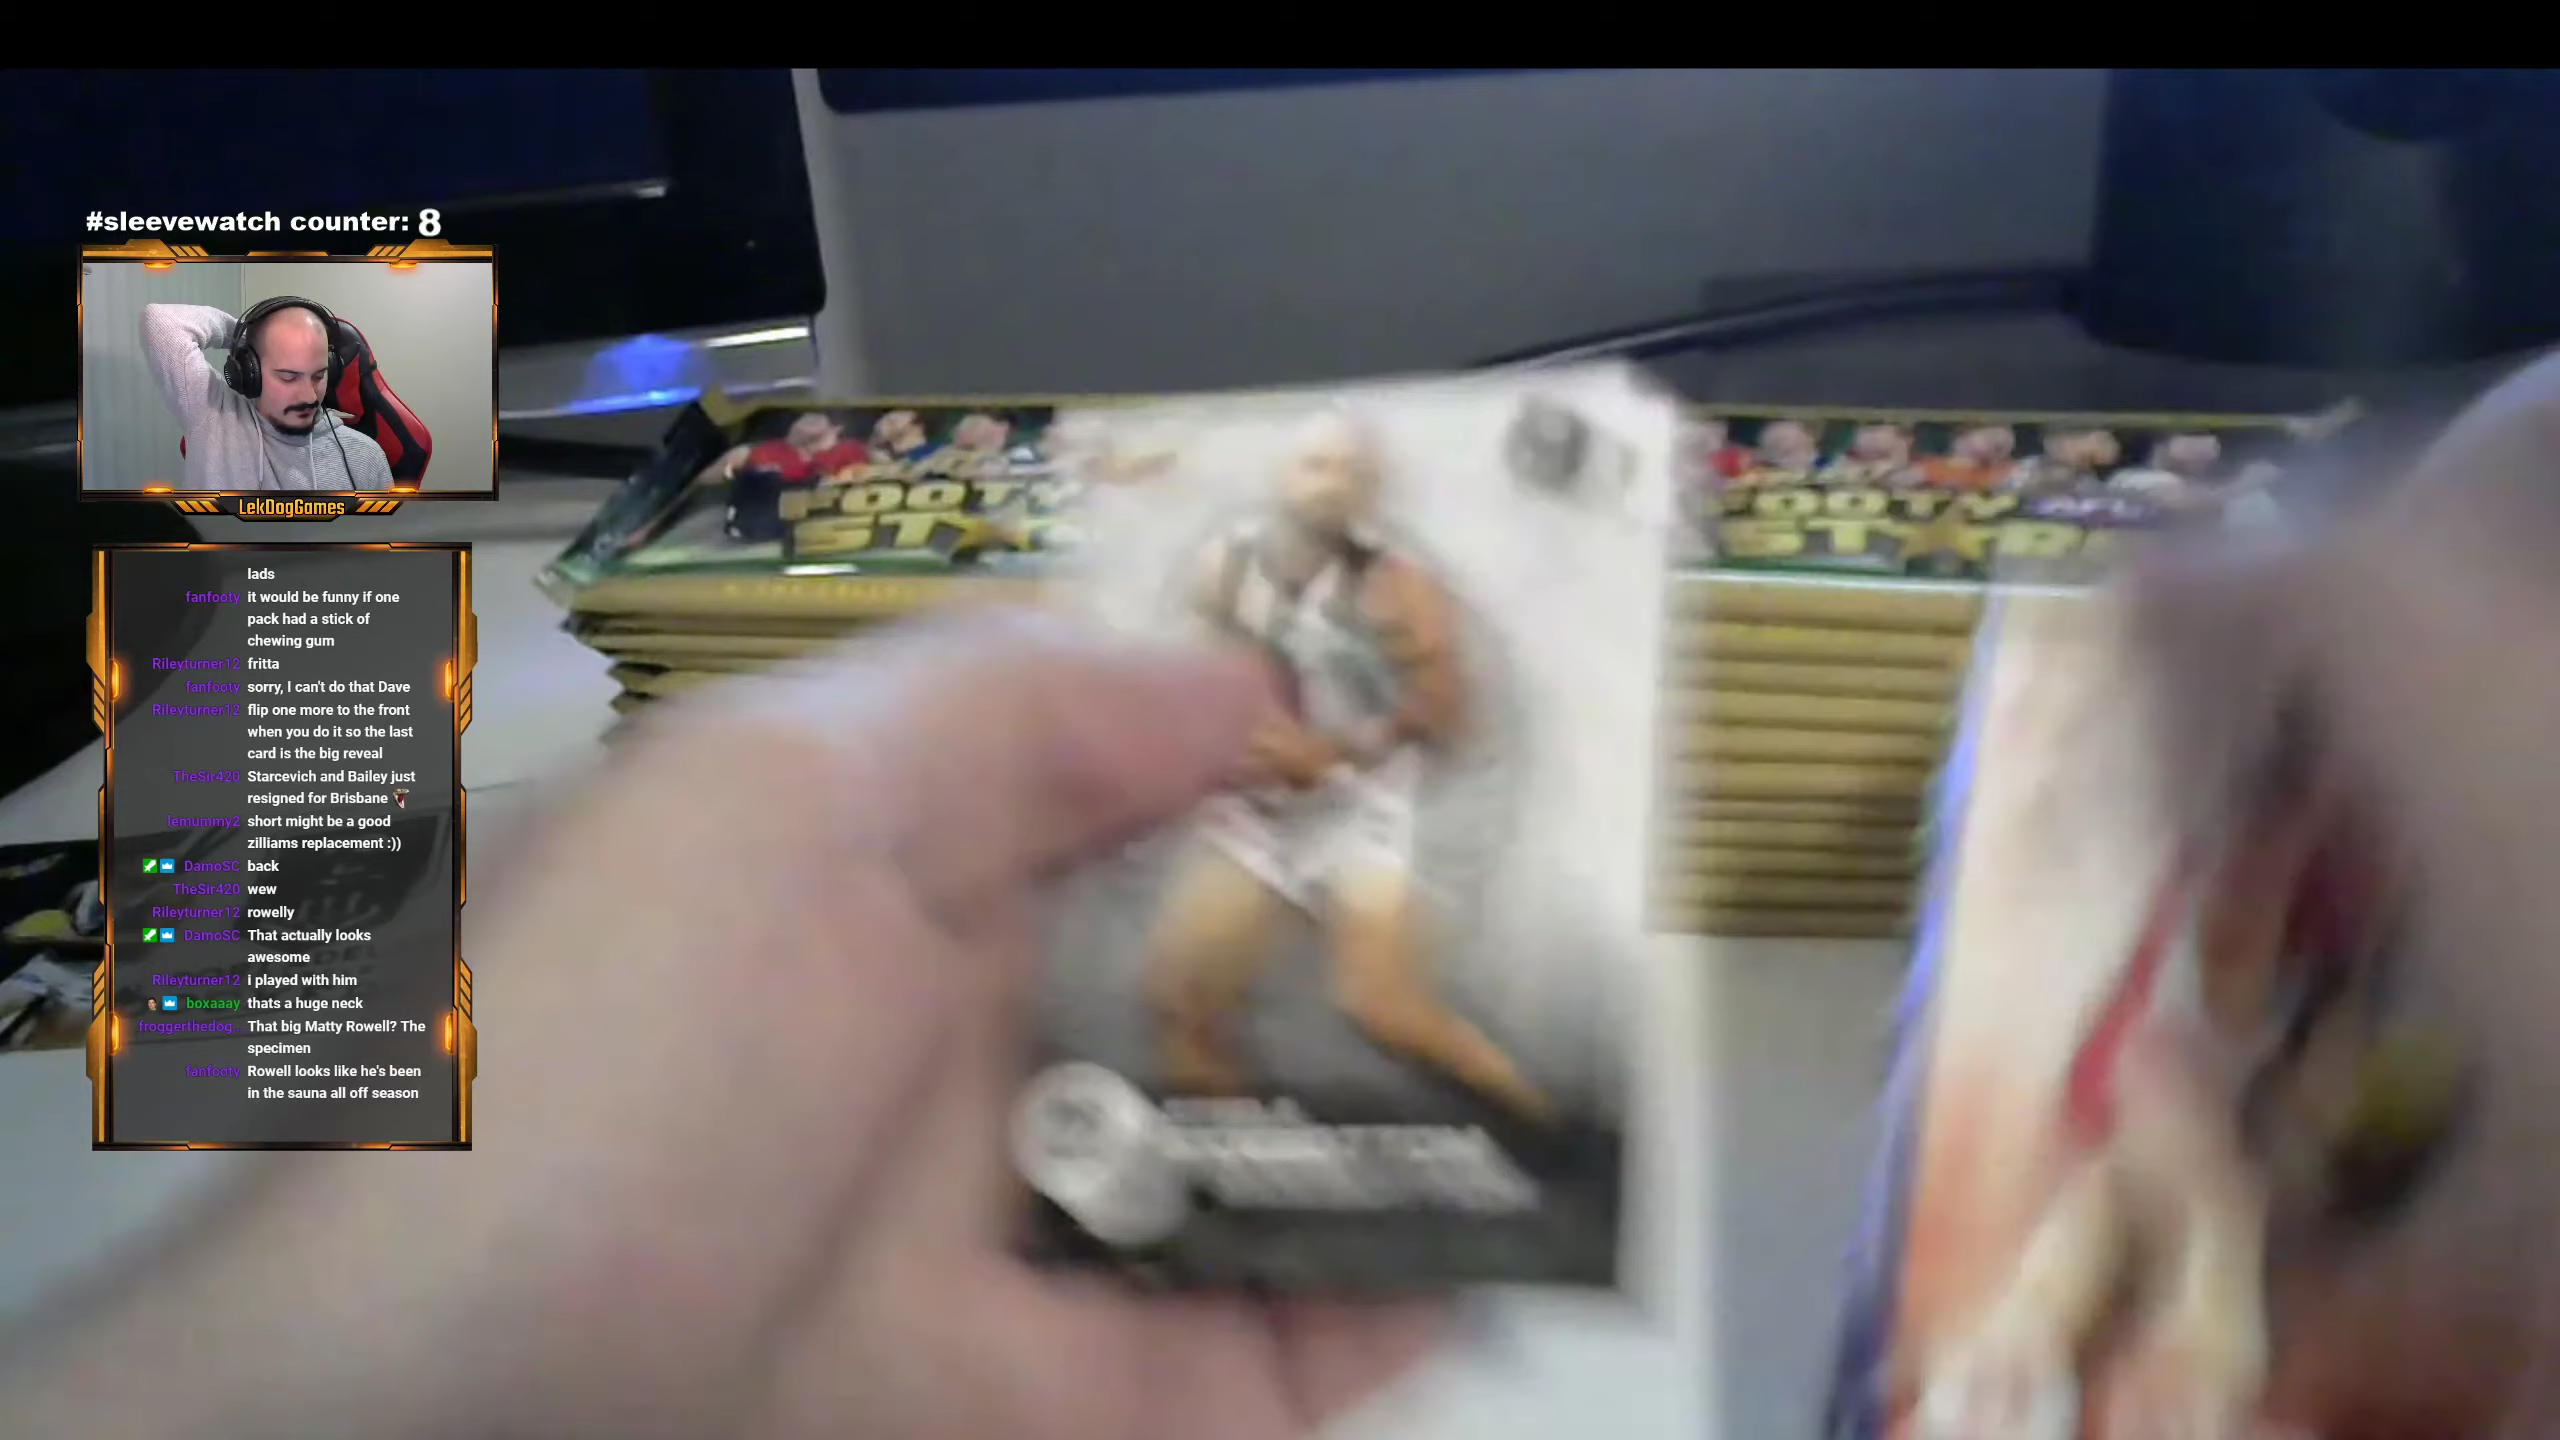 #sleevewatch counter: 8
LekDogGames
lads
fanfooty it would be funny if one
pack had a stick of
chewing gum
Rileyturner12 fritta
fanfooty sorry, I can't do that Dave
Rileyturner12 flip one more to the front
when you do it so the last
card is the big reveal
TheSir420 Starcevich and Bailey just
resigned for Brisbane
lemummy2 short might be a good
zilliams replacement :))
DamoSC back
TheSir420 wew
Rileyturner12 rowelly
DamoSC That actually looks
awesome
Rileyturner12 i played with him
boxaaay thats a huge neck
froggerthedog... That big Matty Rowell? The
specimen
fanfooty Rowell looks like he's been
in the sauna all off season
FOOTY
FOOTY AFL